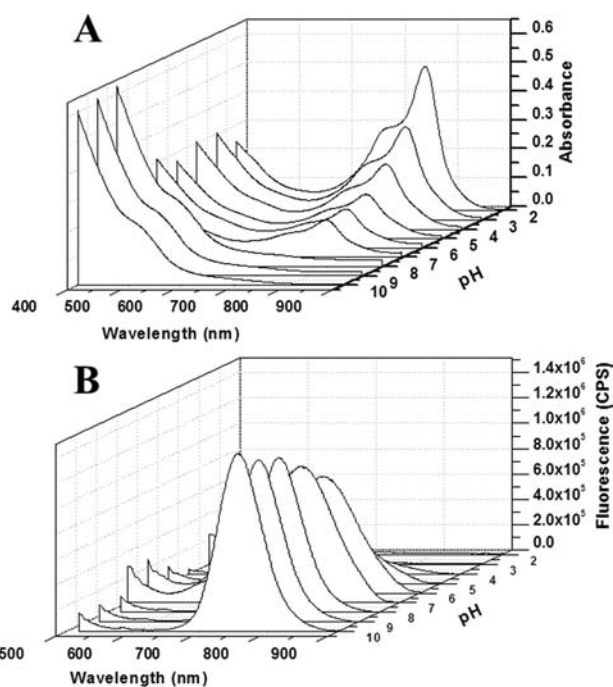 A
0.6
0.5
0.4
0.3
0.2
0.1
0.0
Absorbance
2
3
4
5
6
7
8
9
10
pH
400 500 600 700 800 900
Wavelength (nm)
B
1.4x10⁶
1.2x10⁶
1.0x10⁶
8.0x10⁵
6.0x10⁵
4.0x10⁵
2.0x10⁵
0.0
Fluorescence (CPS)
2
3
4
5
6
7
8
9
10
pH
500 600 700 800 900
Wavelength (nm)